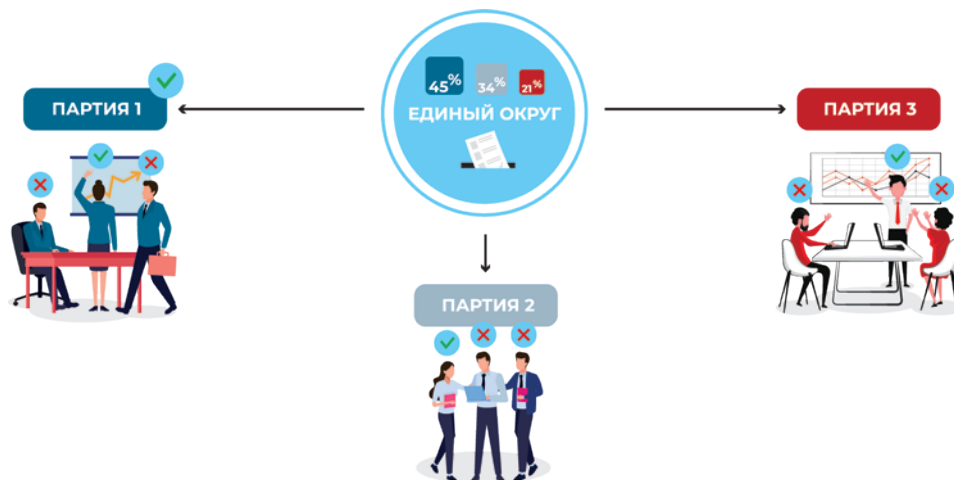 45%
34%
21%
ЕДИНЫЙ ОКРУГ
ПАРТИЯ 1
ПАРТИЯ 3
ПАРТИЯ 2